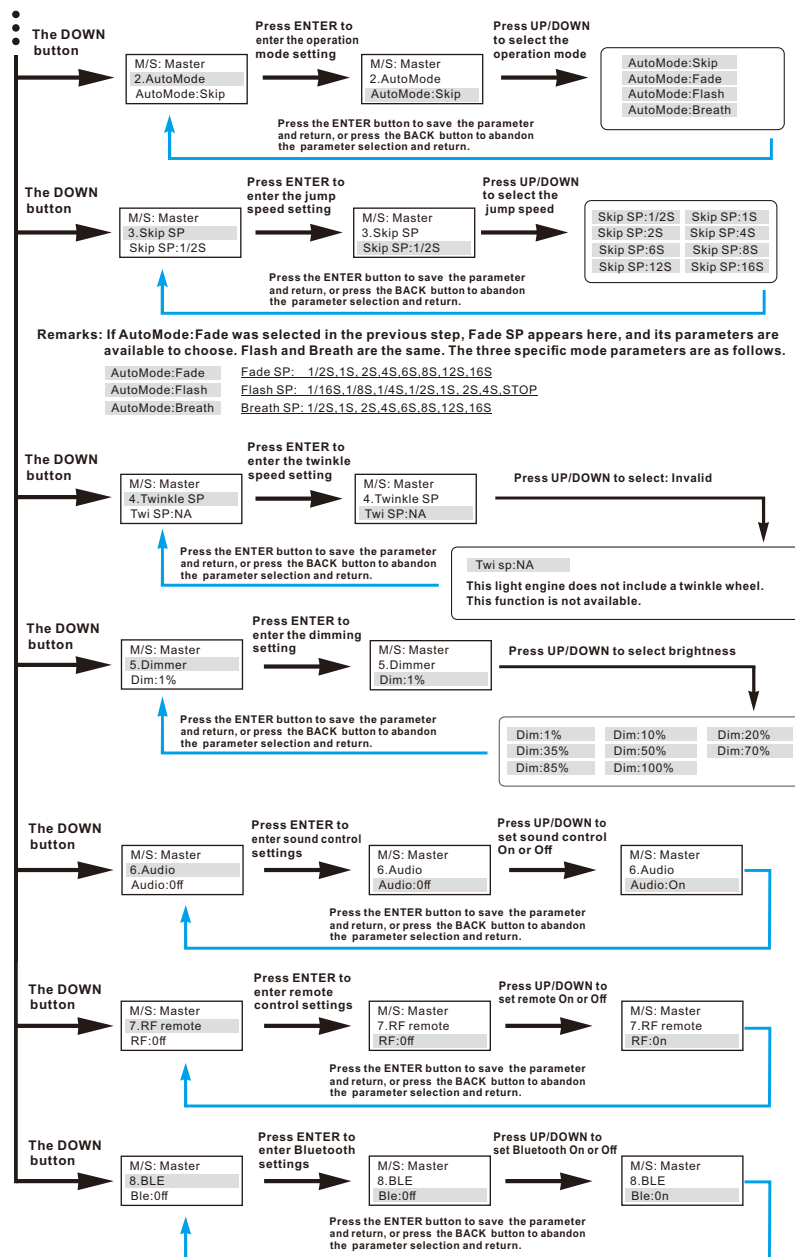 The DOWN
button
M/S: Master
2.AutoMode
AutoMode:Skip
Press ENTER to
enter the operation
mode setting
M/S: Master
2.AutoMode
AutoMode:Skip
Press UP/DOWN
to select the
operation mode
AutoMode:Skip
AutoMode:Fade
AutoMode:Flash
AutoMode:Breath
Press the ENTER button to save the parameter
and return, or press the BACK button to abandon
the parameter selection and return.
The DOWN
button
M/S: Master
3.Skip SP
Skip SP:1/2S
Press ENTER to
enter the jump
speed setting
M/S: Master
3.Skip SP
Skip SP:1/2S
Press UP/DOWN
to select the
jump speed
Skip SP:1/2S Skip SP:1S
Skip SP:2S Skip SP:4S
Skip SP:6S Skip SP:8S
Skip SP:12S Skip SP:16S
Press the ENTER button to save the parameter
and return, or press the BACK button to abandon
the parameter selection and return.
Remarks: If AutoMode:Fade was selected in the previous step, Fade SP appears here, and its parameters are
available to choose. Flash and Breath are the same. The three specific mode parameters are as follows.
AutoMode:Fade Fade SP: 1/2S,1S, 2S,4S,6S,8S,12S,16S
AutoMode:Flash Flash SP: 1/16S,1/8S,1/4S,1/2S,1S, 2S,4S,STOP
AutoMode:Breath Breath SP: 1/2S,1S, 2S,4S,6S,8S,12S,16S
The DOWN
button
M/S: Master
4.Twinkle SP
Twi SP:NA
Press ENTER to
enter the twinkle
speed setting
M/S: Master
4.Twinkle SP
Twi SP:NA
Press UP/DOWN to select: Invalid
Twi sp:NA
This light engine does not include a twinkle wheel.
This function is not available.
Press the ENTER button to save the parameter
and return, or press the BACK button to abandon
the parameter selection and return.
The DOWN
button
M/S: Master
5.Dimmer
Dim:1%
Press ENTER to
enter the dimming
setting
M/S: Master
5.Dimmer
Dim:1%
Press UP/DOWN to select brightness
Dim:1% Dim:10% Dim:20%
Dim:35% Dim:50% Dim:70%
Dim:85% Dim:100%
Press the ENTER button to save the parameter
and return, or press the BACK button to abandon
the parameter selection and return.
The DOWN
button
M/S: Master
6.Audio
Audio:0ff
Press ENTER to
enter sound control
settings
M/S: Master
6.Audio
Audio:0ff
Press UP/DOWN to
set sound control
On or Off
M/S: Master
6.Audio
Audio:On
Press the ENTER button to save the parameter
and return, or press the BACK button to abandon
the parameter selection and return.
The DOWN
button
M/S: Master
7.RF remote
RF:0ff
Press ENTER to
enter remote
control settings
M/S: Master
7.RF remote
RF:0ff
Press UP/DOWN to
set remote On or Off
M/S: Master
7.RF remote
RF:0n
Press the ENTER button to save the parameter
and return, or press the BACK button to abandon
the parameter selection and return.
The DOWN
button
M/S: Master
8.BLE
Ble:0ff
Press ENTER to
enter Bluetooth
settings
M/S: Master
8.BLE
Ble:0ff
Press UP/DOWN to
set Bluetooth On or Off
M/S: Master
8.BLE
Ble:0n
Press the ENTER button to save the parameter
and return, or press the BACK button to abandon
the parameter selection and return.